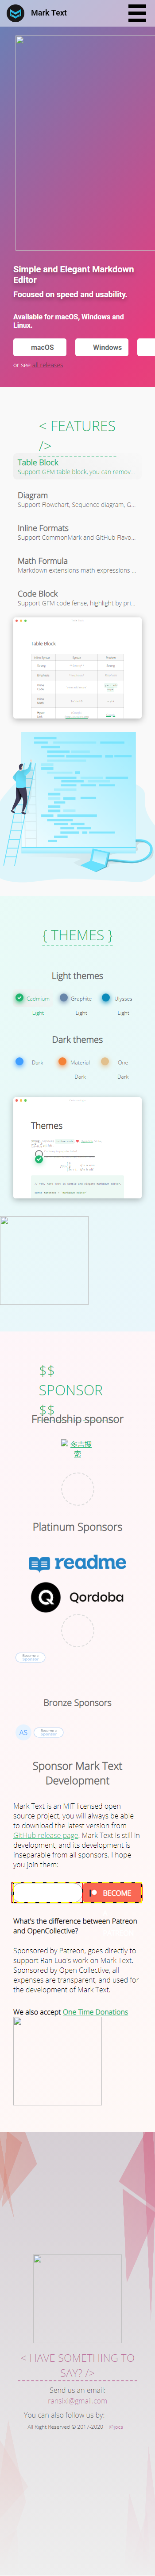 Mark Text
Simple and Elegant Markdown
Editor
Focused on speed and usability.
Available for macOS, Windows and
Linux.
macOS
Windows
or see all releases
< FEATURES
/>
Table Block
Support GFM table block, you can remov...
Diagram
Support Flowchart, Sequence diagram, G...
Inline Formats
Support CommonMark and GitHub Flavo...
Math Formula
Markdown extensions math expressions ...
Code Block
Support GFM code fense, highlight by pri...
Table Block
{ THEMES }
Light themes
Cadmium
Light
Graphite
Light
Ulysses
Light
Dark themes
Dark
Material
Dark
One
Dark
Themes
$$
SPONSOR
$$
Friendship sponsor
多吉搜
索
Platinum Sponsors
readme
Qordoba
Become a
Sponsor!
Bronze Sponsors
AS
Become a
Sponsor!
Sponsor Mark Text
Development
Mark Text is an MIT licensed open
source project, you will always be able
to download the latest version from
GitHub release page. Mark Text is still in
development, and its development is
inseparable from all sponsors. I hope
you join them:
BECOME
What's the difference between Patreon
and OpenCollective?
Sponsored by Patreon, goes directly to
support Ran Luo's work on Mark Text.
Sponsored by Open Collective, all
expenses are transparent, and used for
the development of Mark Text.
We also accept One Time Donations
< HAVE SOMETHING TO
SAY? />
Send us an email:
ransixi@gmail.com
You can also follow us by:
All Right Reserved © 2017-2020 @Jocs